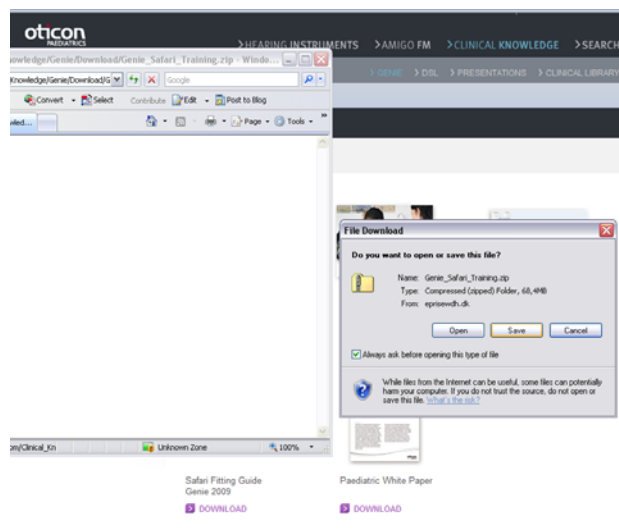 oticon
PAEDIATRICS
>HEARING INSTRUMENTS >AMIGO FM >CLINICAL KNOWLEDGE >SEARCH
> GENIE > DSL > PRESENTATIONS > CLINICAL LIBRARY
owledge/Genie/Download/Genie_Safari_Training.zip - Windo...
Knowledge/Genie/Download/G
Google
Convert Select Contribute Edit Post to Blog
wled...
Page Tools »
File Download
Do you want to open or save this file?
Name: Genie_Safari_Training.zip
Type: Compressed (zipped) Folder, 68,4MB
From: eprisewdh.dk.
Open Save Cancel
Always ask before opening this type of file
While files from the Internet can be useful, some files can potentially
harm your computer. If you do not trust the source, do not open or
save this file. What's the risk?
om/Clinical_Kn Unknown Zone 100%
Safari Fitting Guide
Genie 2009
DOWNLOAD
Paediatric White Paper
DOWNLOAD